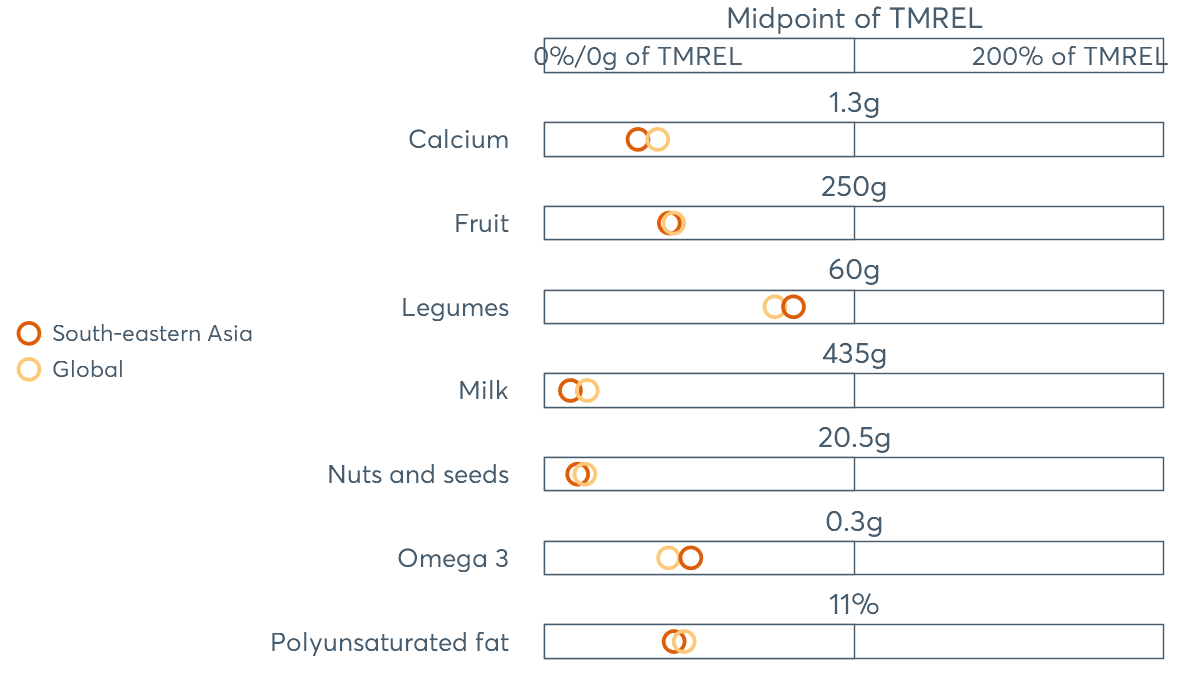 Midpoint of TMREL
0%/0g of TMREL
200% of TMREL
1.3g
Calcium
250g
Fruit
60g
Legumes
South-eastern Asia
Global
435g
Milk
20.5g
Nuts and seeds
0.3g
Omega 3
11%
Polyunsaturated fat